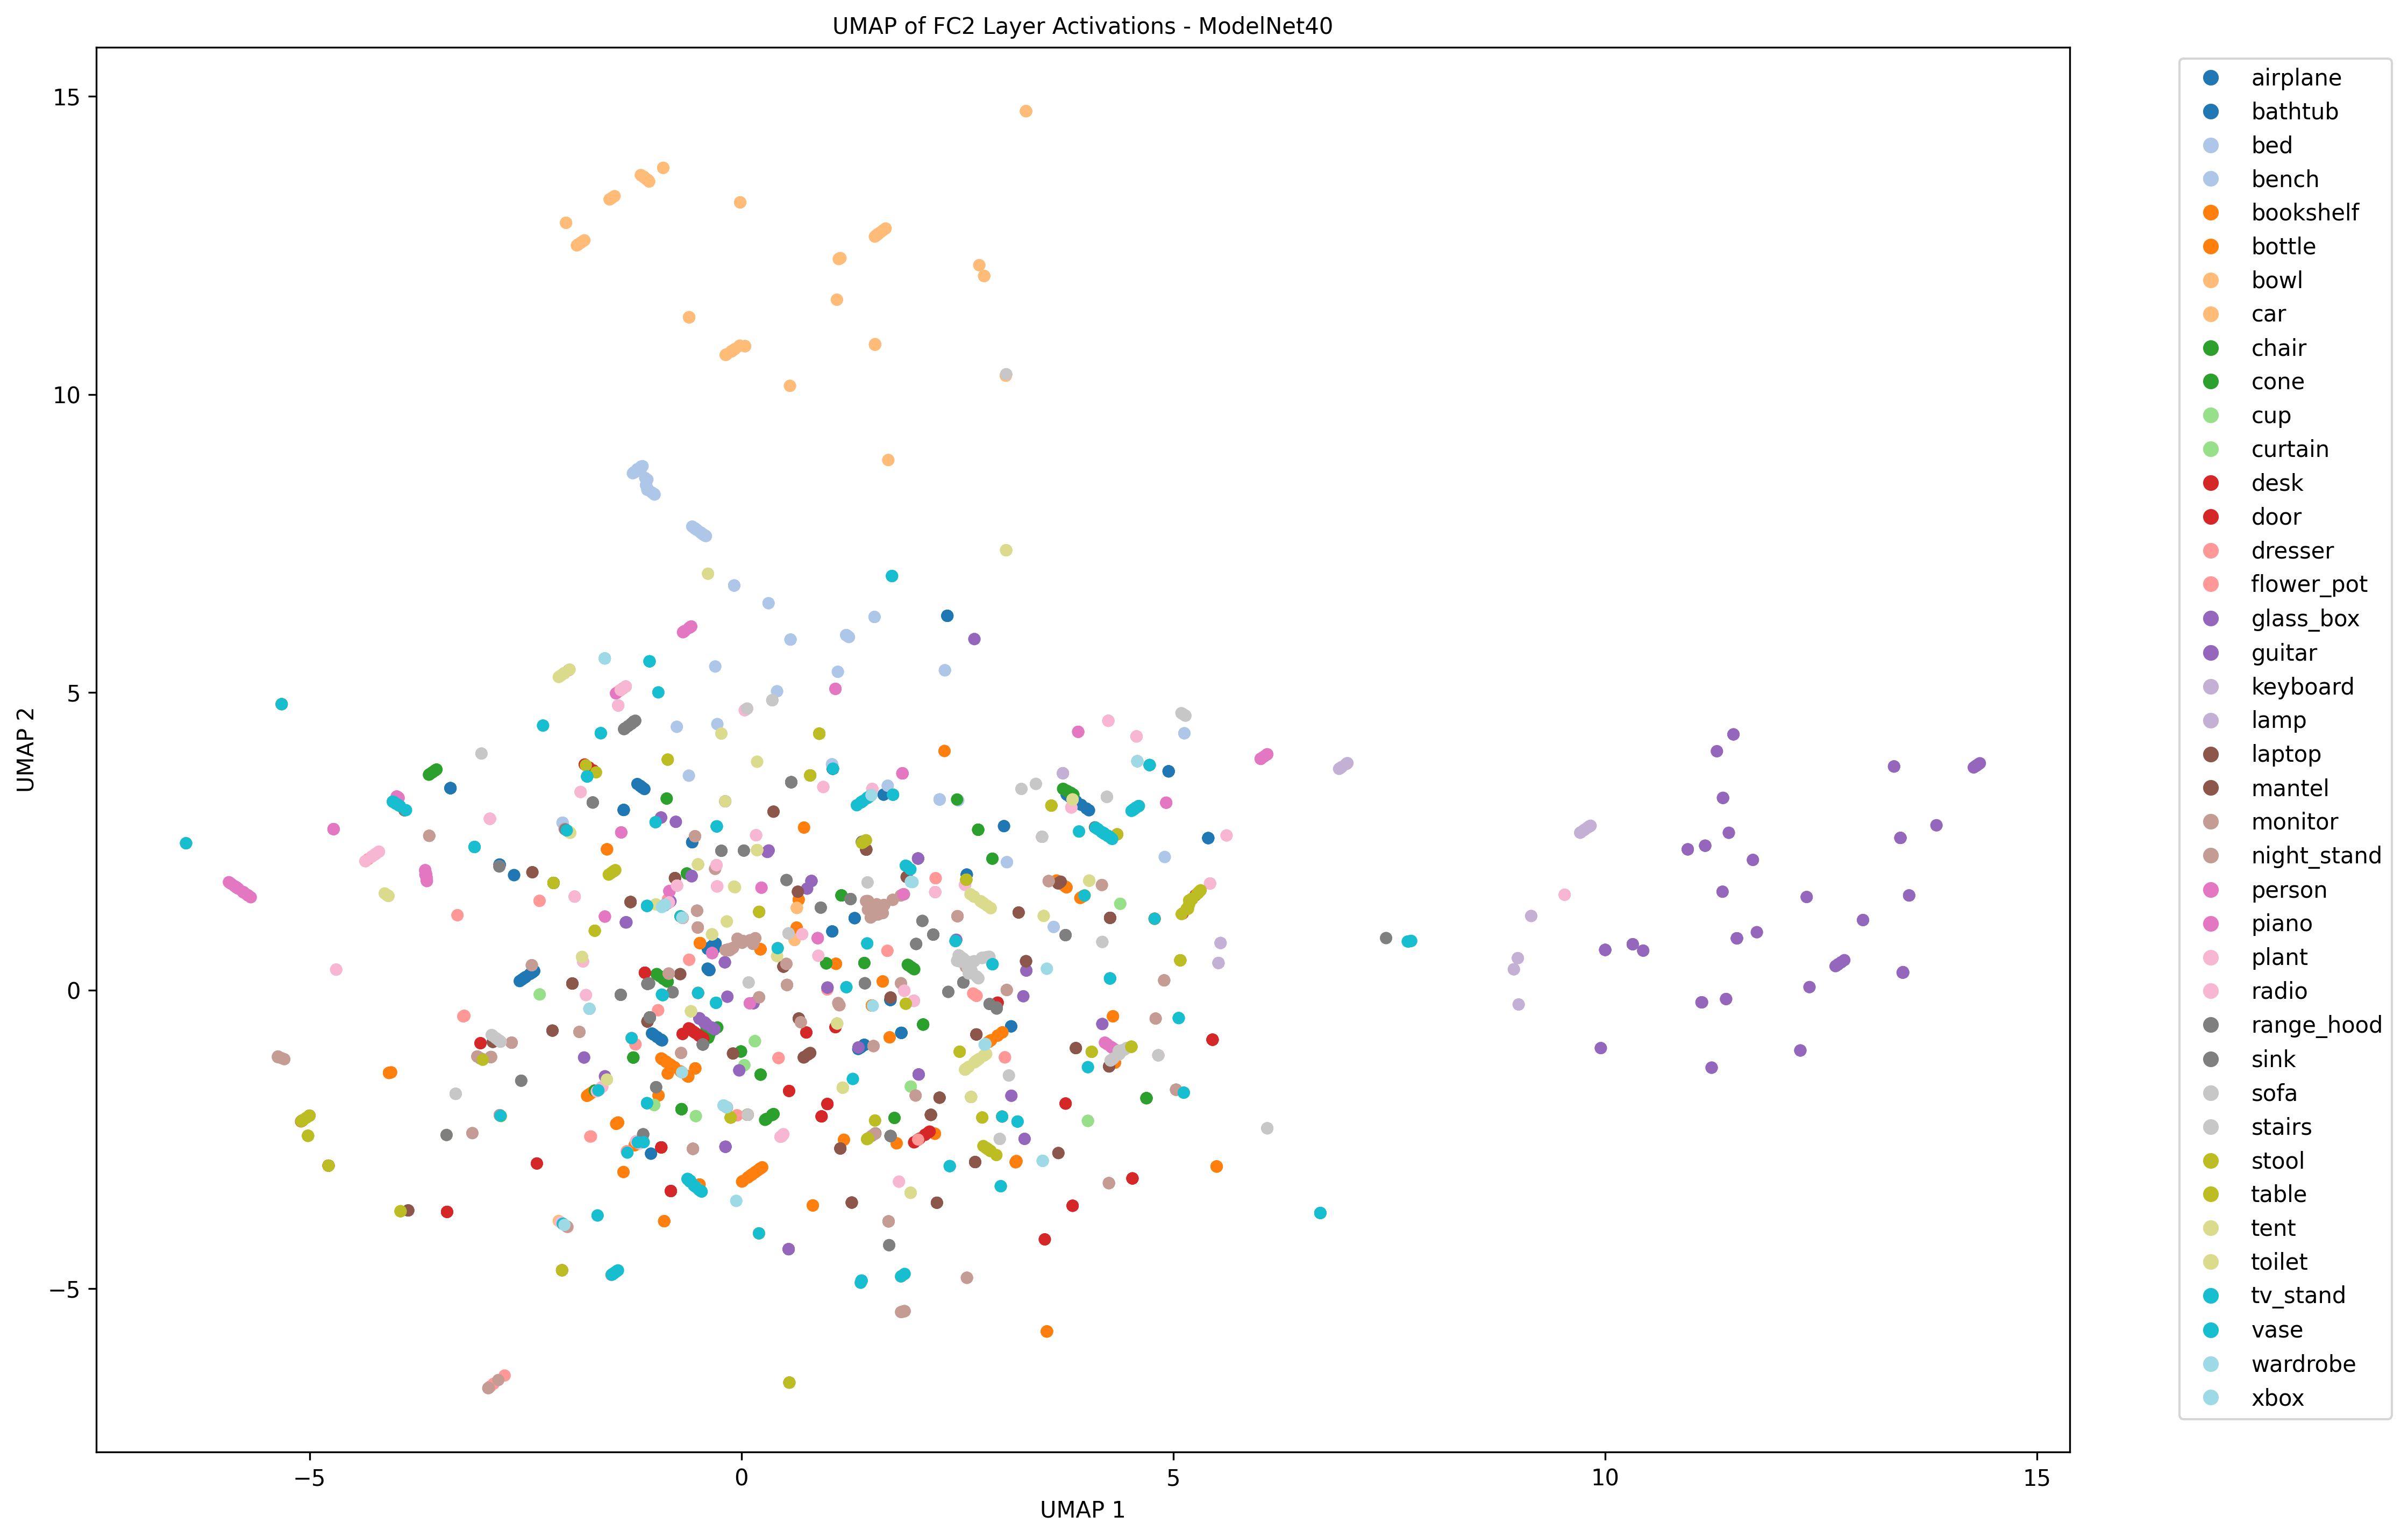 UMAP of FC2 Layer Activations - ModelNet40
15
10
5
0
−5
UMAP 2
−5
0
5
10
15
UMAP 1
airplane
bathtub
bed
bench
bookshelf
bottle
bowl
car
chair
cone
cup
curtain
desk
door
dresser
flower_pot
glass_box
guitar
keyboard
lamp
laptop
mantel
monitor
night_stand
person
piano
plant
radio
range_hood
sink
sofa
stairs
stool
table
tent
toilet
tv_stand
vase
wardrobe
xbox